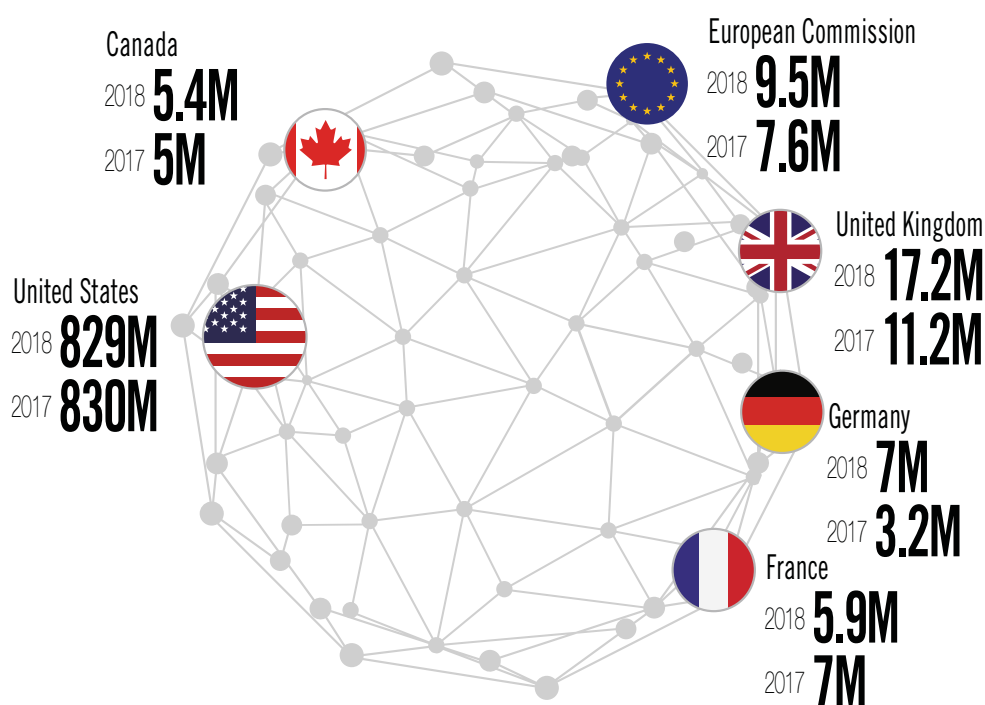 Canada
2018 5.4M
2017 5M
European Commission
2018 9.5M
2017 7.6M
United Kingdom
2018 17.2M
2017 11.2M
United States
2018 829M
2017 830M
Germany
2018 7M
2017 3.2M
France
2018 5.9M
2017 7M